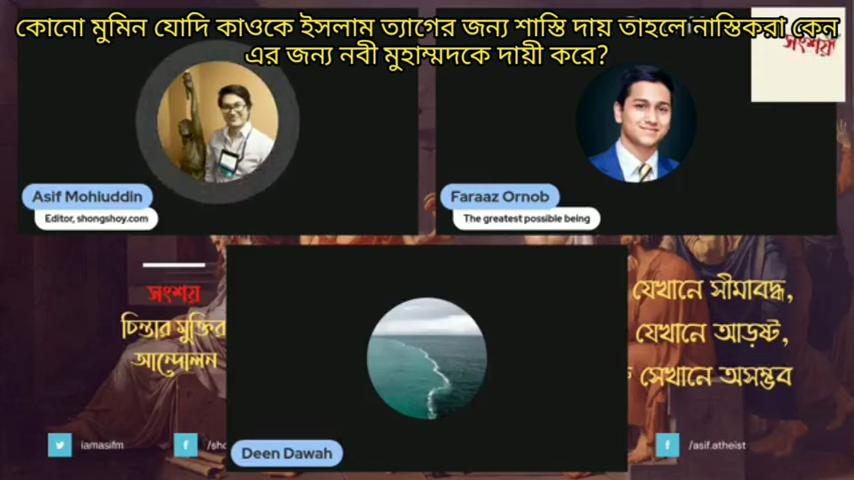 কোনো মুমিন যোদি কাওকে ইসলাম ত্যাগের জন্য শাস্তি দায় তাহলে নাস্তিকরা কেন
এর জন্য নবী মুহাম্মদকে দায়ী করে?
সংশয়
Asif Mohiuddin
Editor, shongshoy.com
Faraaz Ornob
The greatest possible being
সংশয়
চিন্তার মুক্তির
আন্দোলন
যেখানে সীমাবদ্ধ,
যেখানে আড়ষ্ট,
সেখানে অসম্ভব
iamasifm
/sho
/asif.atheist
Deen Dawah